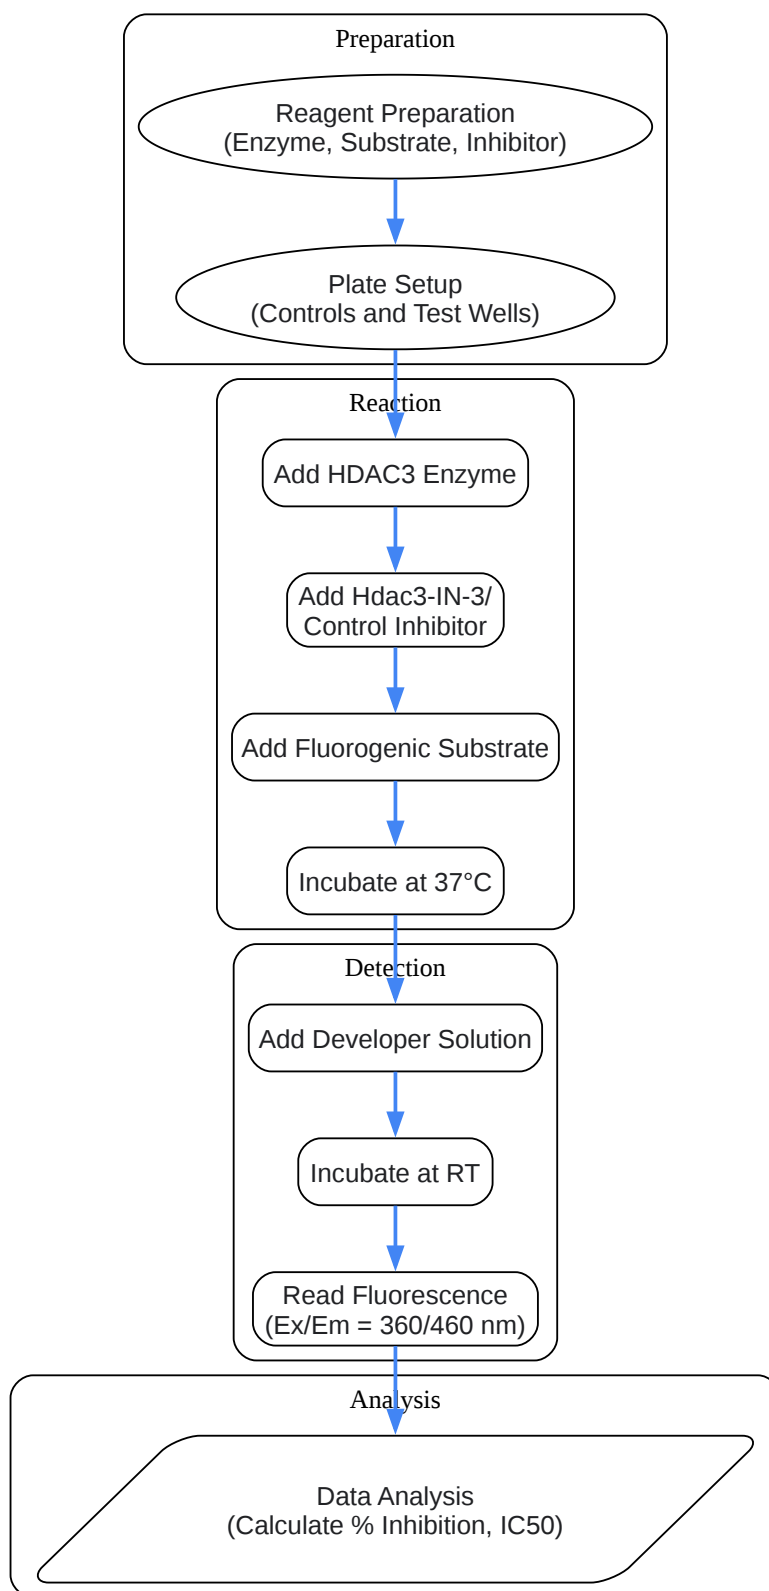 Preparation
Reagent Preparation
(Enzyme, Substrate, Inhibitor)
Plate Setup
(Controls and Test Wells)
Reaction
Add HDAC3 Enzyme
Add Hdac3-IN-3/
Control Inhibitor
Add Fluorogenic Substrate
Incubate at 37°C
Detection
Add Developer Solution
Incubate at RT
Read Fluorescence
(Ex/Em = 360/460 nm)
Analysis
Data Analysis
(Calculate % Inhibition, IC50)